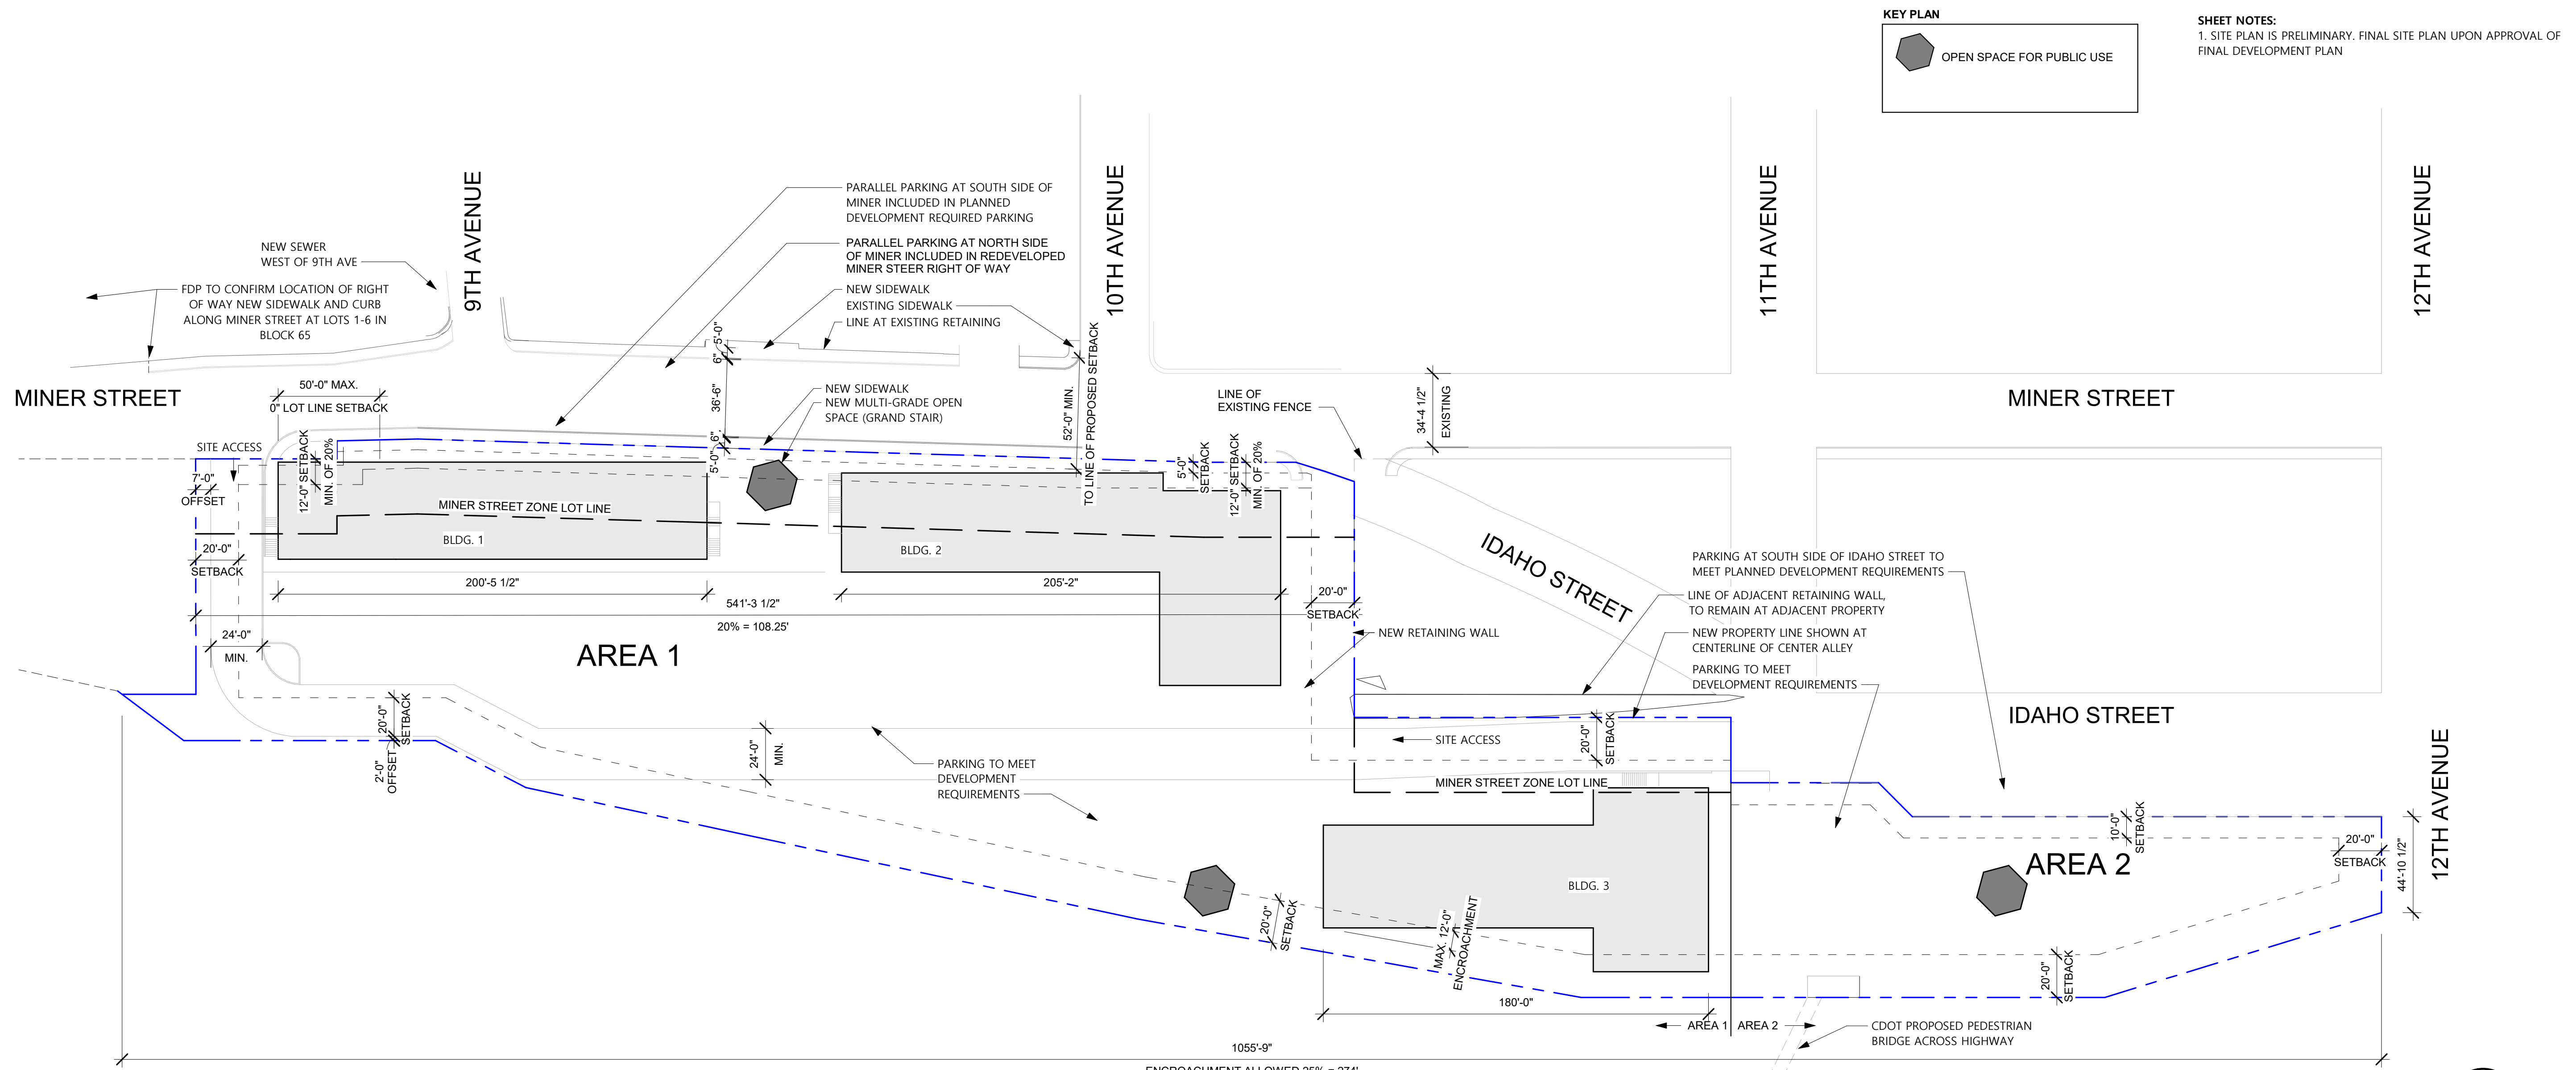 KEY PLAN
OPEN SPACE FOR PUBLIC USE
SHEET NOTES:
1. SITE PLAN IS PRELIMINARY. FINAL SITE PLAN UPON APPROVAL OF
FINAL DEVELOPMENT PLAN
9TH AVENUE
10TH AVENUE
11TH AVENUE
12TH AVENUE
PARALLEL PARKING AT SOUTH SIDE OF
MINER INCLUDED IN PLANNED
DEVELOPMENT REQUIRED PARKING
PARALLEL PARKING AT NORTH SIDE
OF MINER INCLUDED IN REDEVELOPED
MINER STEER RIGHT OF WAY
NEW SIDEWALK
EXISTING SIDEWALK
LINE AT EXISTING RETAINING
NEW SEWER
WEST OF 9TH AVE
FDP TO CONFIRM LOCATION OF RIGHT
OF WAY NEW SIDEWALK AND CURB
ALONG MINER STREET AT LOTS 1-6 IN
BLOCK 65
MINER STREET
50'-0" MAX.
0" LOT LINE SETBACK
5'-0"
6"
36'-6"
6"
5'-0"
NEW SIDEWALK
NEW MULTI-GRADE OPEN
SPACE (GRAND STAIR)
52'-0" MIN.
TO LINE OF PROPOSED SETBACK
LINE OF
EXISTING FENCE
34'-4 1/2"
EXISTING
MINER STREET
SITE ACCESS
7'-0"
OFFSET
12'-0" SETBACK
MIN. OF 20%
MINER STREET ZONE LOT LINE
BLDG. 1
BLDG. 2
5'-0"
SETBACK
12'-0" SETBACK
MIN. OF 20%
20'-0"
SETBACK
200'-5 1/2"
205'-2"
541'-3 1/2"
20% = 108.25'
20'-0"
SETBACK
24'-0"
MIN.
AREA 1
NEW RETAINING WALL
IDAHO STREET
PARKING AT SOUTH SIDE OF IDAHO STREET TO
MEET PLANNED DEVELOPMENT REQUIREMENTS
LINE OF ADJACENT RETAINING WALL,
TO REMAIN AT ADJACENT PROPERTY
NEW PROPERTY LINE SHOWN AT
CENTERLINE OF CENTER ALLEY
PARKING TO MEET
DEVELOPMENT REQUIREMENTS
IDAHO STREET
20'-0"
SETBACK
2'-0"
OFFSET
24'-0"
MIN.
PARKING TO MEET
DEVELOPMENT
REQUIREMENTS
SITE ACCESS
20'-0"
SETBACK
MINER STREET ZONE LOT LINE
12TH AVENUE
10'-0"
SETBACK
20'-0"
SETBACK
44'-10 1/2"
AREA 2
BLDG. 3
20'-0"
SETBACK
MAX. 12'-0"
ENCROACHMENT
20'-0"
SETBACK
180'-0"
AREA 1
AREA 2
CDOT PROPOSED PEDESTRIAN
BRIDGE ACROSS HIGHWAY
1055'-9"